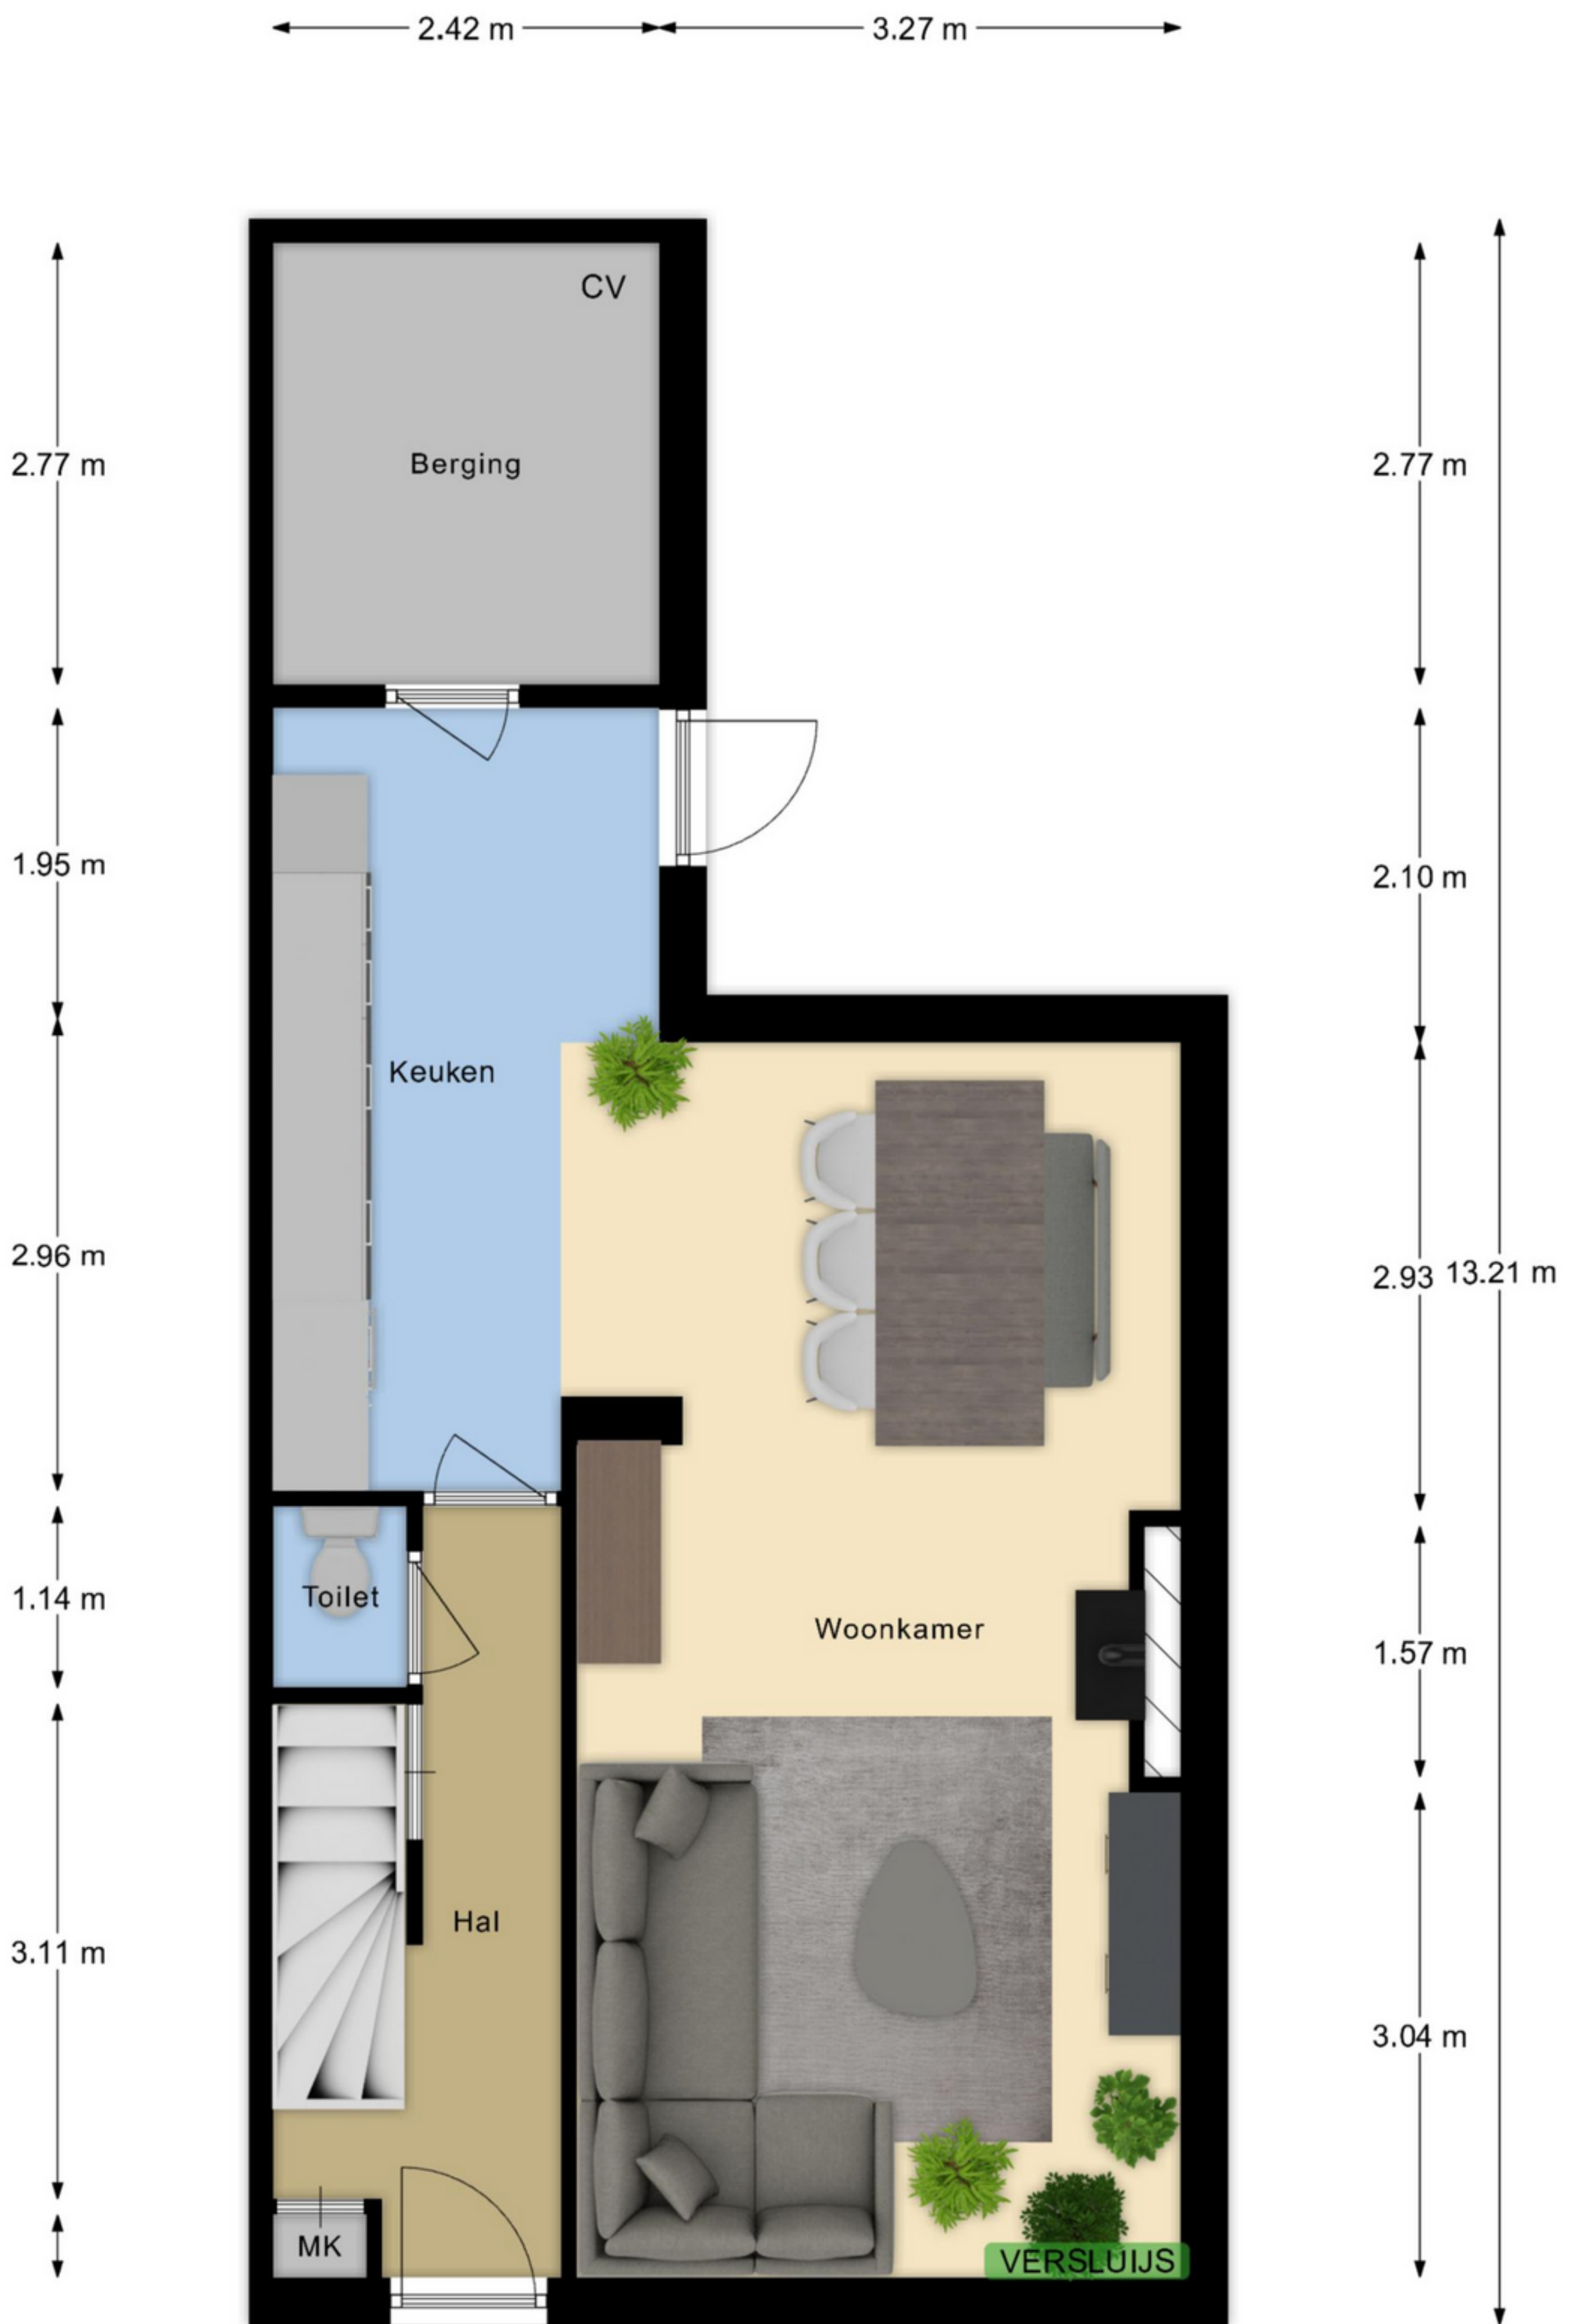 2.42 m 3.27 m
CV
Berging
2.77 m
2.77 m
1.95 m
2.10 m
Keuken
2.96 m
2.93 13.21 m
Toilet
1.14 m
Woonkamer
1.57 m
Hal
3.11 m
3.04 m
MK
VERSLUIJS